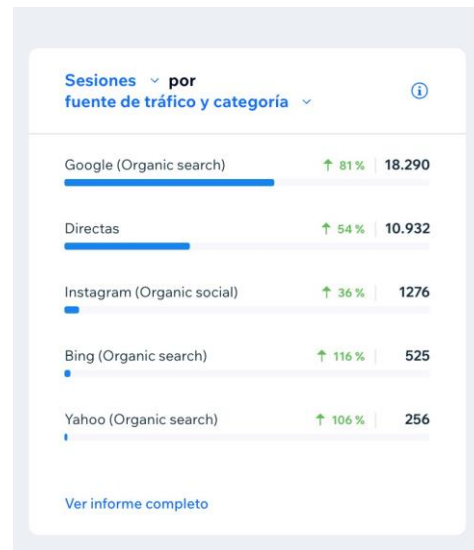 Sesiones por
fuente de tráfico y categoría
Google (Organic search) ↑ 81 % 18.290
Directas ↑ 54 % 10.932
Instagram (Organic social) ↑ 36 % 1276
Bing (Organic search) ↑ 116 % 525
Yahoo (Organic search) ↑ 106 % 256
Ver informe completo